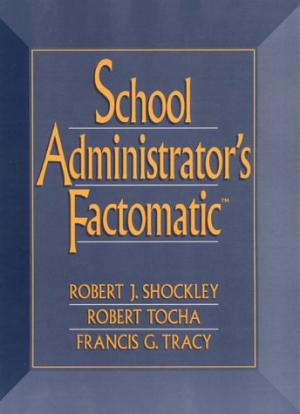 School
Administrator's
Factomatic™
ROBERT J. SHOCKLEY
ROBERT TOCHA
FRANCIS G. TRACY